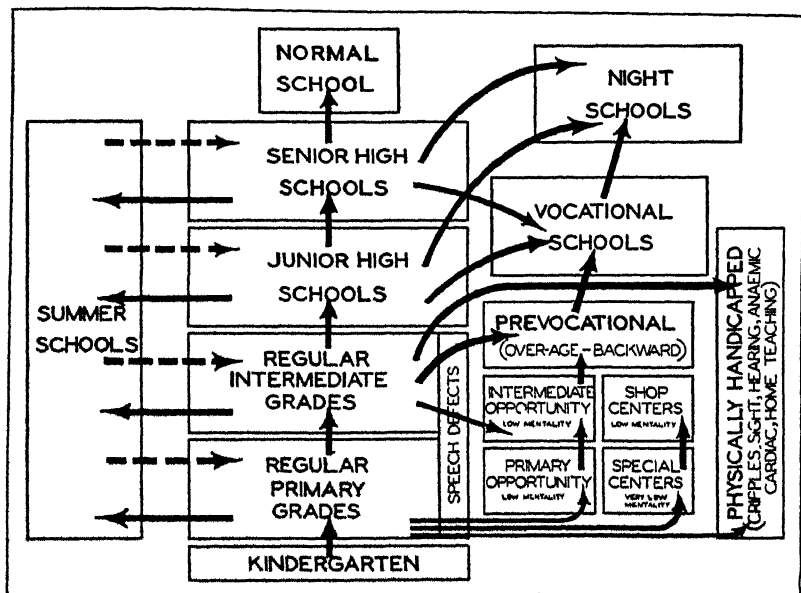 NORMAL
SCHOOL
NIGHT
SCHOOLS
SENIOR HIGH
SCHOOLS
VOCATIONAL
SCHOOLS
JUNIOR HIGH
SCHOOLS
SUMMER
SCHOOLS
PREVOCATIONAL
(OVER-AGE-BACKWARD)
REGULAR
INTERMEDIATE
GRADES
INTERMEDIATE
OPPORTUNITY
LOW MENTALITY
SHOP
CENTERS
LOW MENTALITY
REGULAR
PRIMARY
GRADES
SPEECH DEFECTS
PRIMARY
OPPORTUNITY
LOW MENTALITY
SPECIAL
CENTERS
VERY LOW
MENTALITY
PHYSICALLY HANDICAPPED
(CRIPPLES, SIGHT, HEARING, ANAEMIC
CARDIAC, HOME TEACHING)
KINDERGARTEN